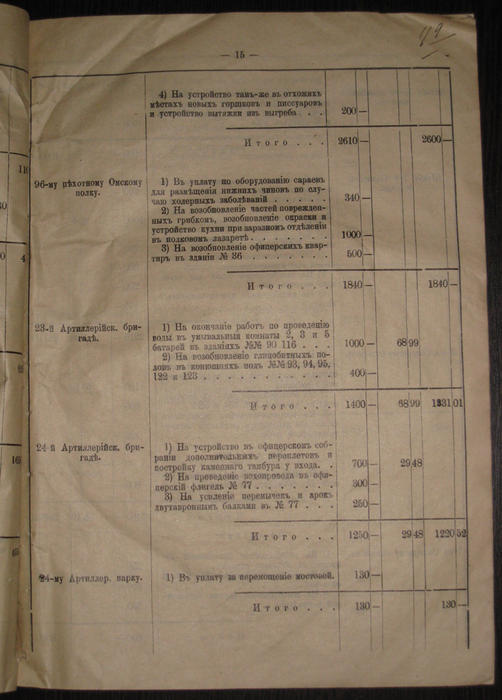 — 15 —
4) На устройство тамъ-же въ отхожихъ
мѣстахъ новыхъ горшковъ и писсуаровъ
и устройство вытяжки изъ выгреба . . . 200 —
Итого . . . 2610 — 2600 —
96-му пѣхотному Омскому
полку.
1) Въ уплату по оборудованію сараевъ
для размѣщенія нижнихъ чиновъ по слу-
чаю холерныхъ заболѣваній . . . . . 340 —
2) На возобновленіе частей поврежден-
ныхъ грибкомъ, возобновленіе окраски и
устройство кухни при заразномъ отдѣленіи
въ полковомъ лазаретѣ . . . . . . . 1000 —
3) На возобновленіе офицерскихъ квар-
тиръ въ зданіи № 36 . . . . . . . 500 —
Итого . . . 1840 — 1840 —
23-й Артиллерійск. бри-
гадѣ.
1) На окончаніе работъ по проведенію
воды въ умывальныя комнаты 2, 3 и 5
батарей въ зданіяхъ №№ 90 116 . . . 1000 — 68 99
2) На возобновленіе глинобитныхъ по-
ловъ въ конюшняхъ подъ №№ 93, 94, 95,
122 и 123 . . . . . . . . . . . 400 —
Итого . . . 1400 — 68 99 1331 01
24-й Артиллерійск. бри-
гадѣ.
1) На устройство въ офицерскомъ соб-
раніи дополнительныхъ переплетовъ и
постройку каменнаго тамбура у входа. . 700 — 29 48
2) На проведеніе водопровода въ офи-
церскій флигель № 77 . . . . . . . 300 —
3) На усиленіе перемычекъ и арокъ
двутавровыми балками въ № 77 . . . 250 —
Итого . . . 1250 — 29 48 1220 52
24-му Артиллер. парку. 1) Въ уплату за перемощеніе мостовой. 130 —
Итого . . . 130 — 130 —